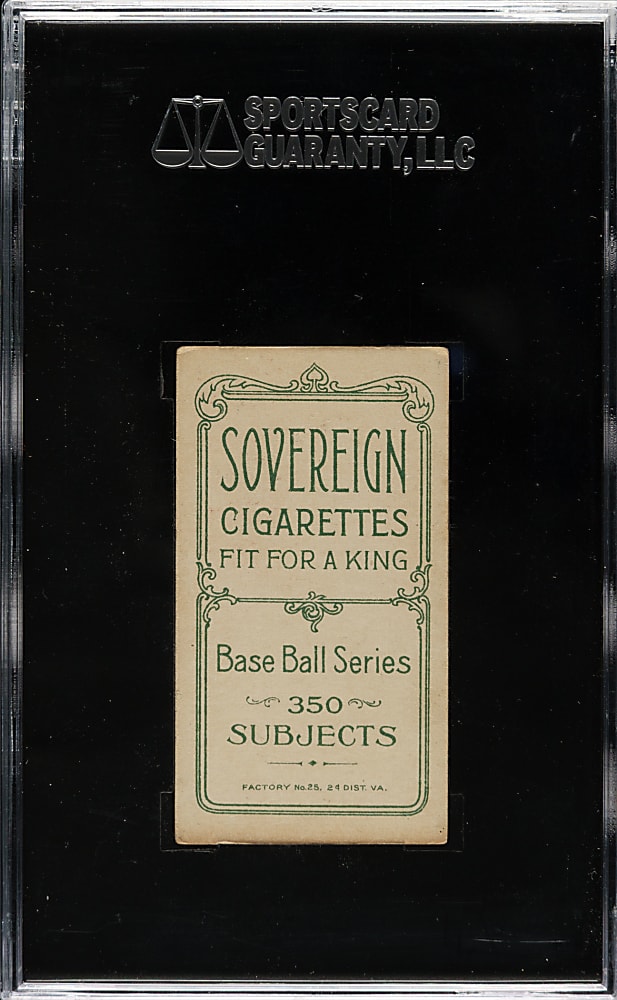 SPORTSCARD
GUARANTY, LLC
SOVEREIGN
CIGARETTES
FIT FOR A KING
Base Ball Series
350
SUBJECTS
FACTORY No. 25, 24 DIST. VA.